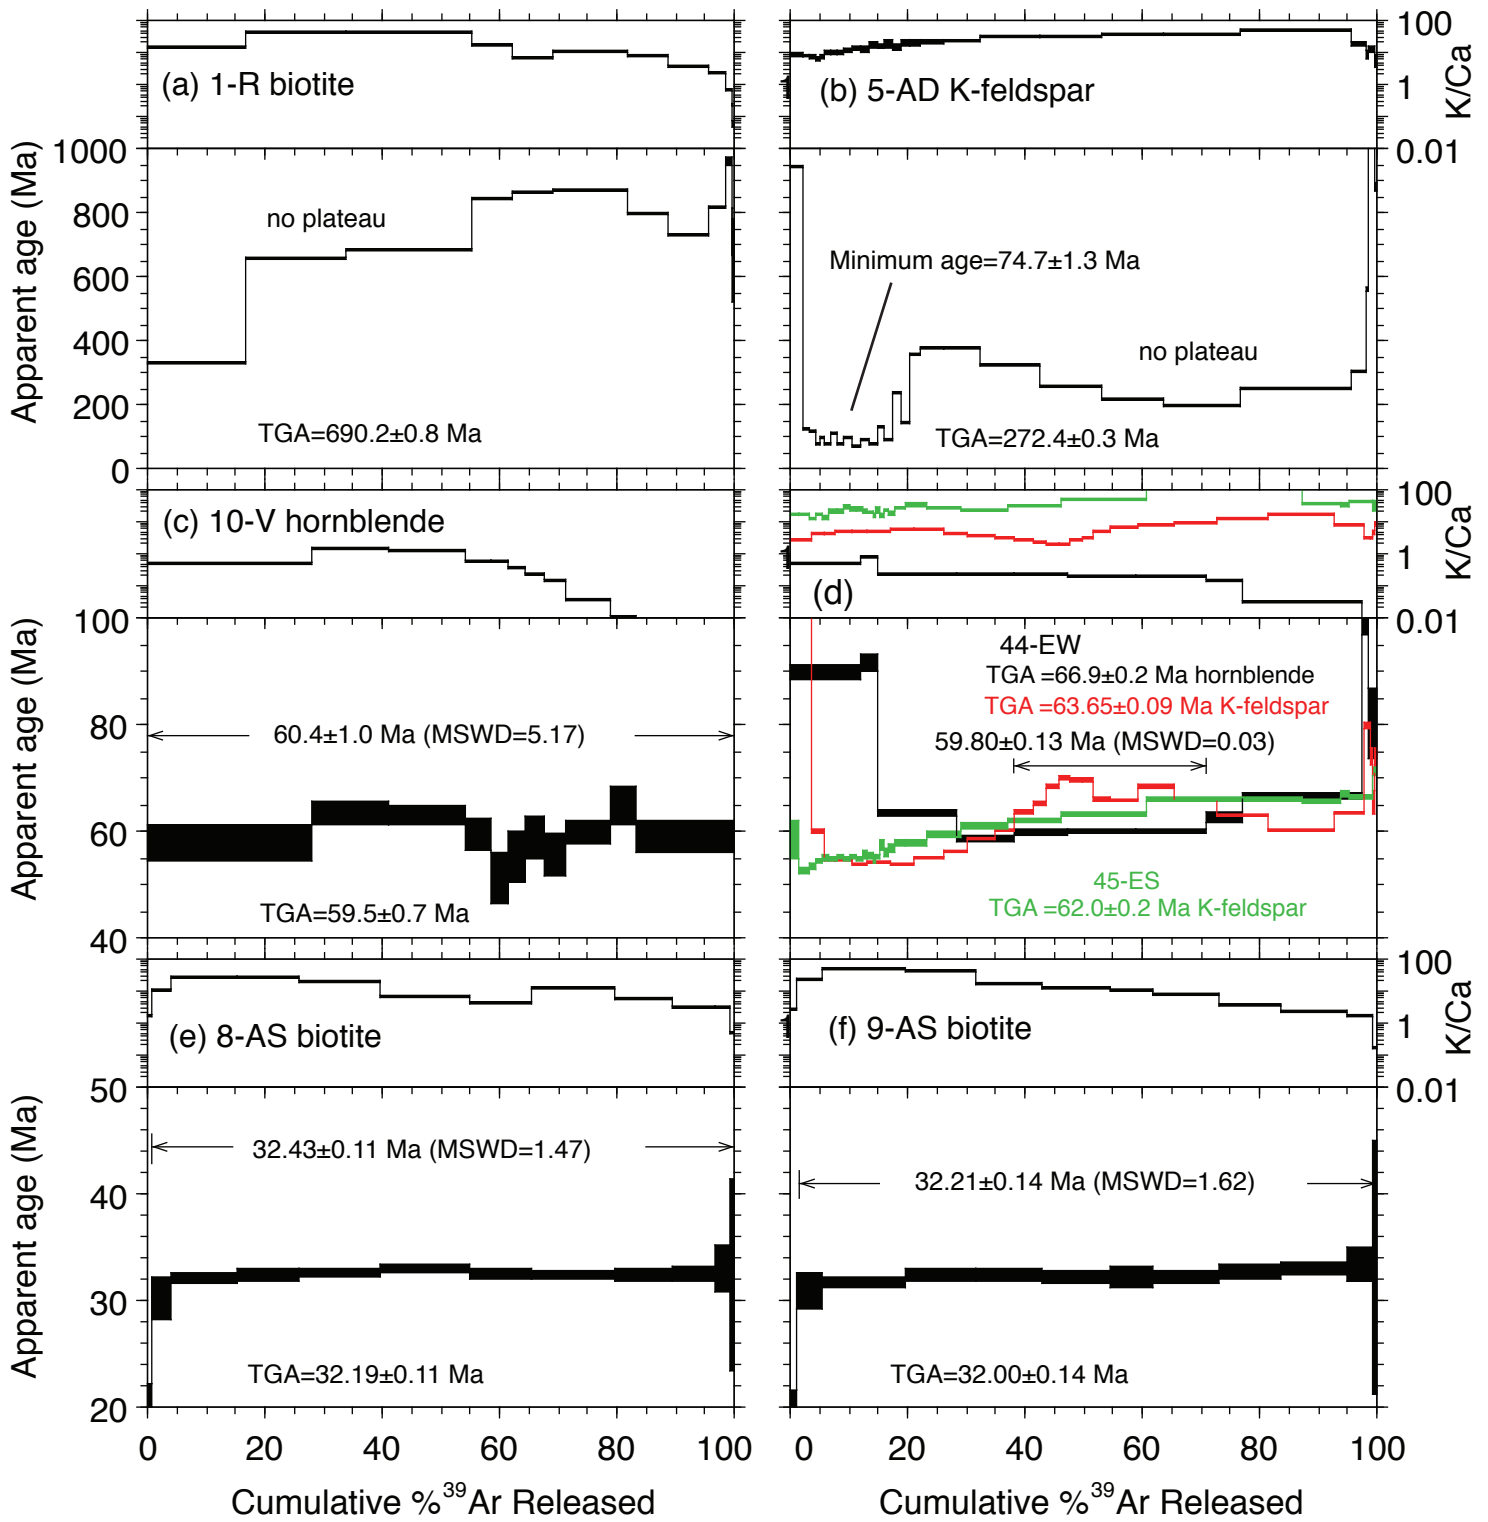 (a) 1-R biotite
Apparent age (Ma)
1000
800
600
400
200
0
no plateau
TGA=690.2±0.8 Ma
(b) 5-AD K-feldspar
100
1
0.01
K/Ca
Minimum age=74.7±1.3 Ma
no plateau
TGA=272.4±0.3 Ma
(c) 10-V hornblende
Apparent age (Ma)
100
80
60
40
60.4±1.0 Ma (MSWD=5.17)
TGA=59.5±0.7 Ma
(d)
100
1
0.01
K/Ca
44-EW
TGA =66.9±0.2 Ma hornblende
TGA =63.65±0.09 Ma K-feldspar
59.80±0.13 Ma (MSWD=0.03)
45-ES
TGA =62.0±0.2 Ma K-feldspar
(e) 8-AS biotite
Apparent age (Ma)
50
40
30
20
32.43±0.11 Ma (MSWD=1.47)
TGA=32.19±0.11 Ma
0 20 40 60 80 100
Cumulative %39Ar Released
(f) 9-AS biotite
100
1
0.01
K/Ca
32.21±0.14 Ma (MSWD=1.62)
TGA=32.00±0.14 Ma
0 20 40 60 80 100
Cumulative %39Ar Released